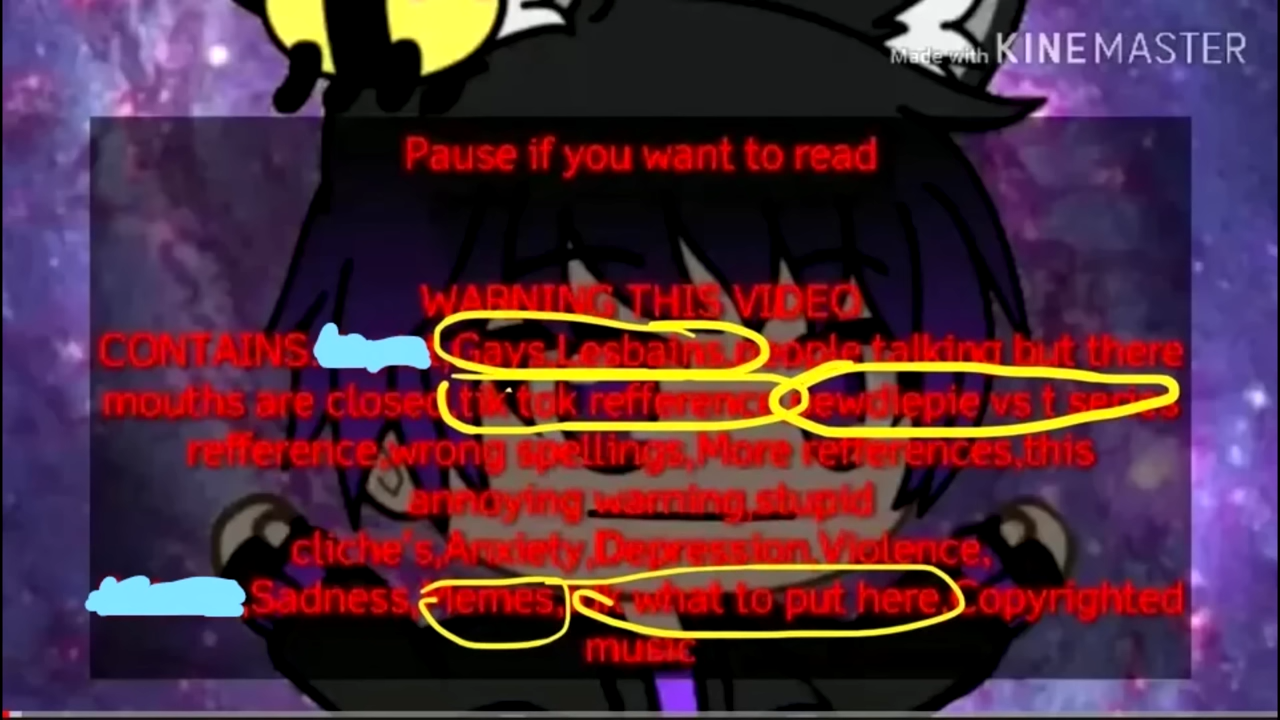 Made with KINEMASTER
Pause if you want to read
WARNING THIS VIDEO
CONTAINS: ,Gays,Lesbains,people talking but there
mouths are closed,tik tok refference,pewdiepie vs t series
refference,wrong spellings,More refferences,this
annoying warning,stupid
cliche's,Anxiety,Depression,Violence,
,Sadness,Memes, what to put here,Copyrighted
music